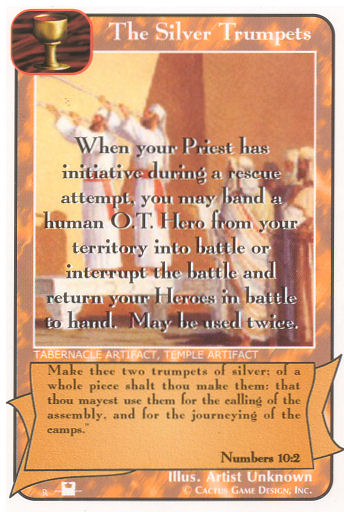 The Silver Trumpets
When your Priest has
initiative during a rescue
attempt, you may band a
human O.T. Hero from your
territory into battle or
interrupt the battle and
return your Heroes in battle
to hand. May be used twice.
TABERNACLE ARTIFACT, TEMPLE ARTIFACT
Make thee two trumpets of silver; of a
whole piece shalt thou make them: that
thou mayest use them for the calling of the
assembly, and for the journeying of the
camps."
Numbers 10:2
Illus. Artist Unknown
© CACTUS GAME DESIGN, INC.